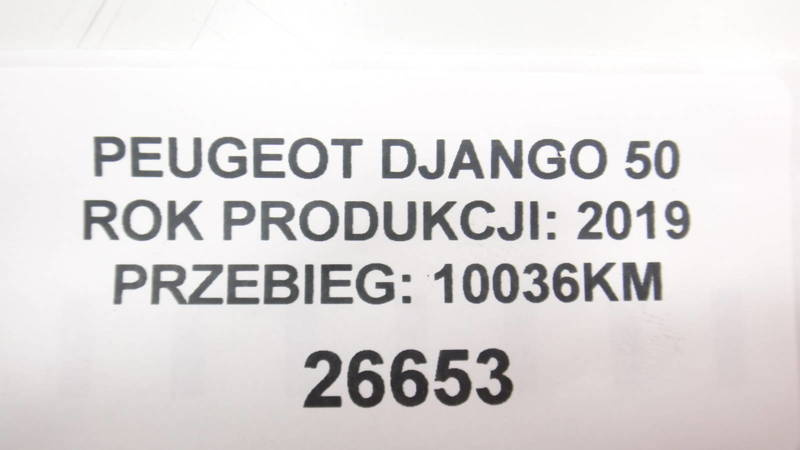 PEUGEOT DJANGO 50
ROK PRODUKCJI: 2019
PRZEBIEG: 10036KM
26653